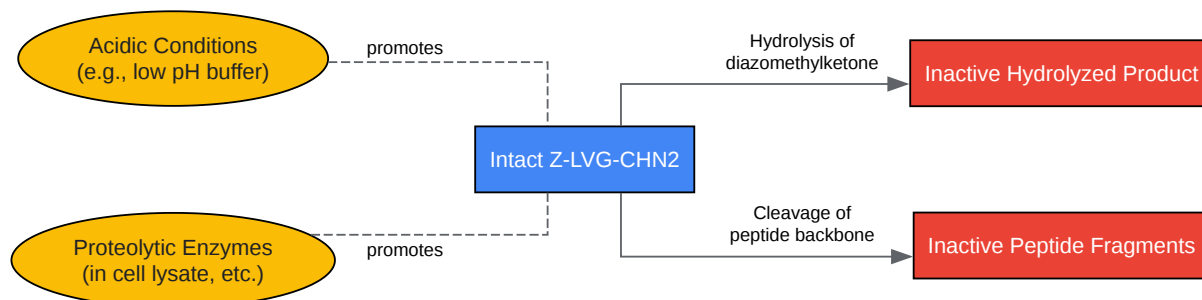 Acidic Conditions
(e.g., low pH buffer)
promotes
Hydrolysis of
diazomethylketone
Inactive Hydrolyzed Product
Intact Z-LVG-CHN2
Proteolytic Enzymes
(in cell lysate, etc.)
promotes
Cleavage of
peptide backbone
Inactive Peptide Fragments